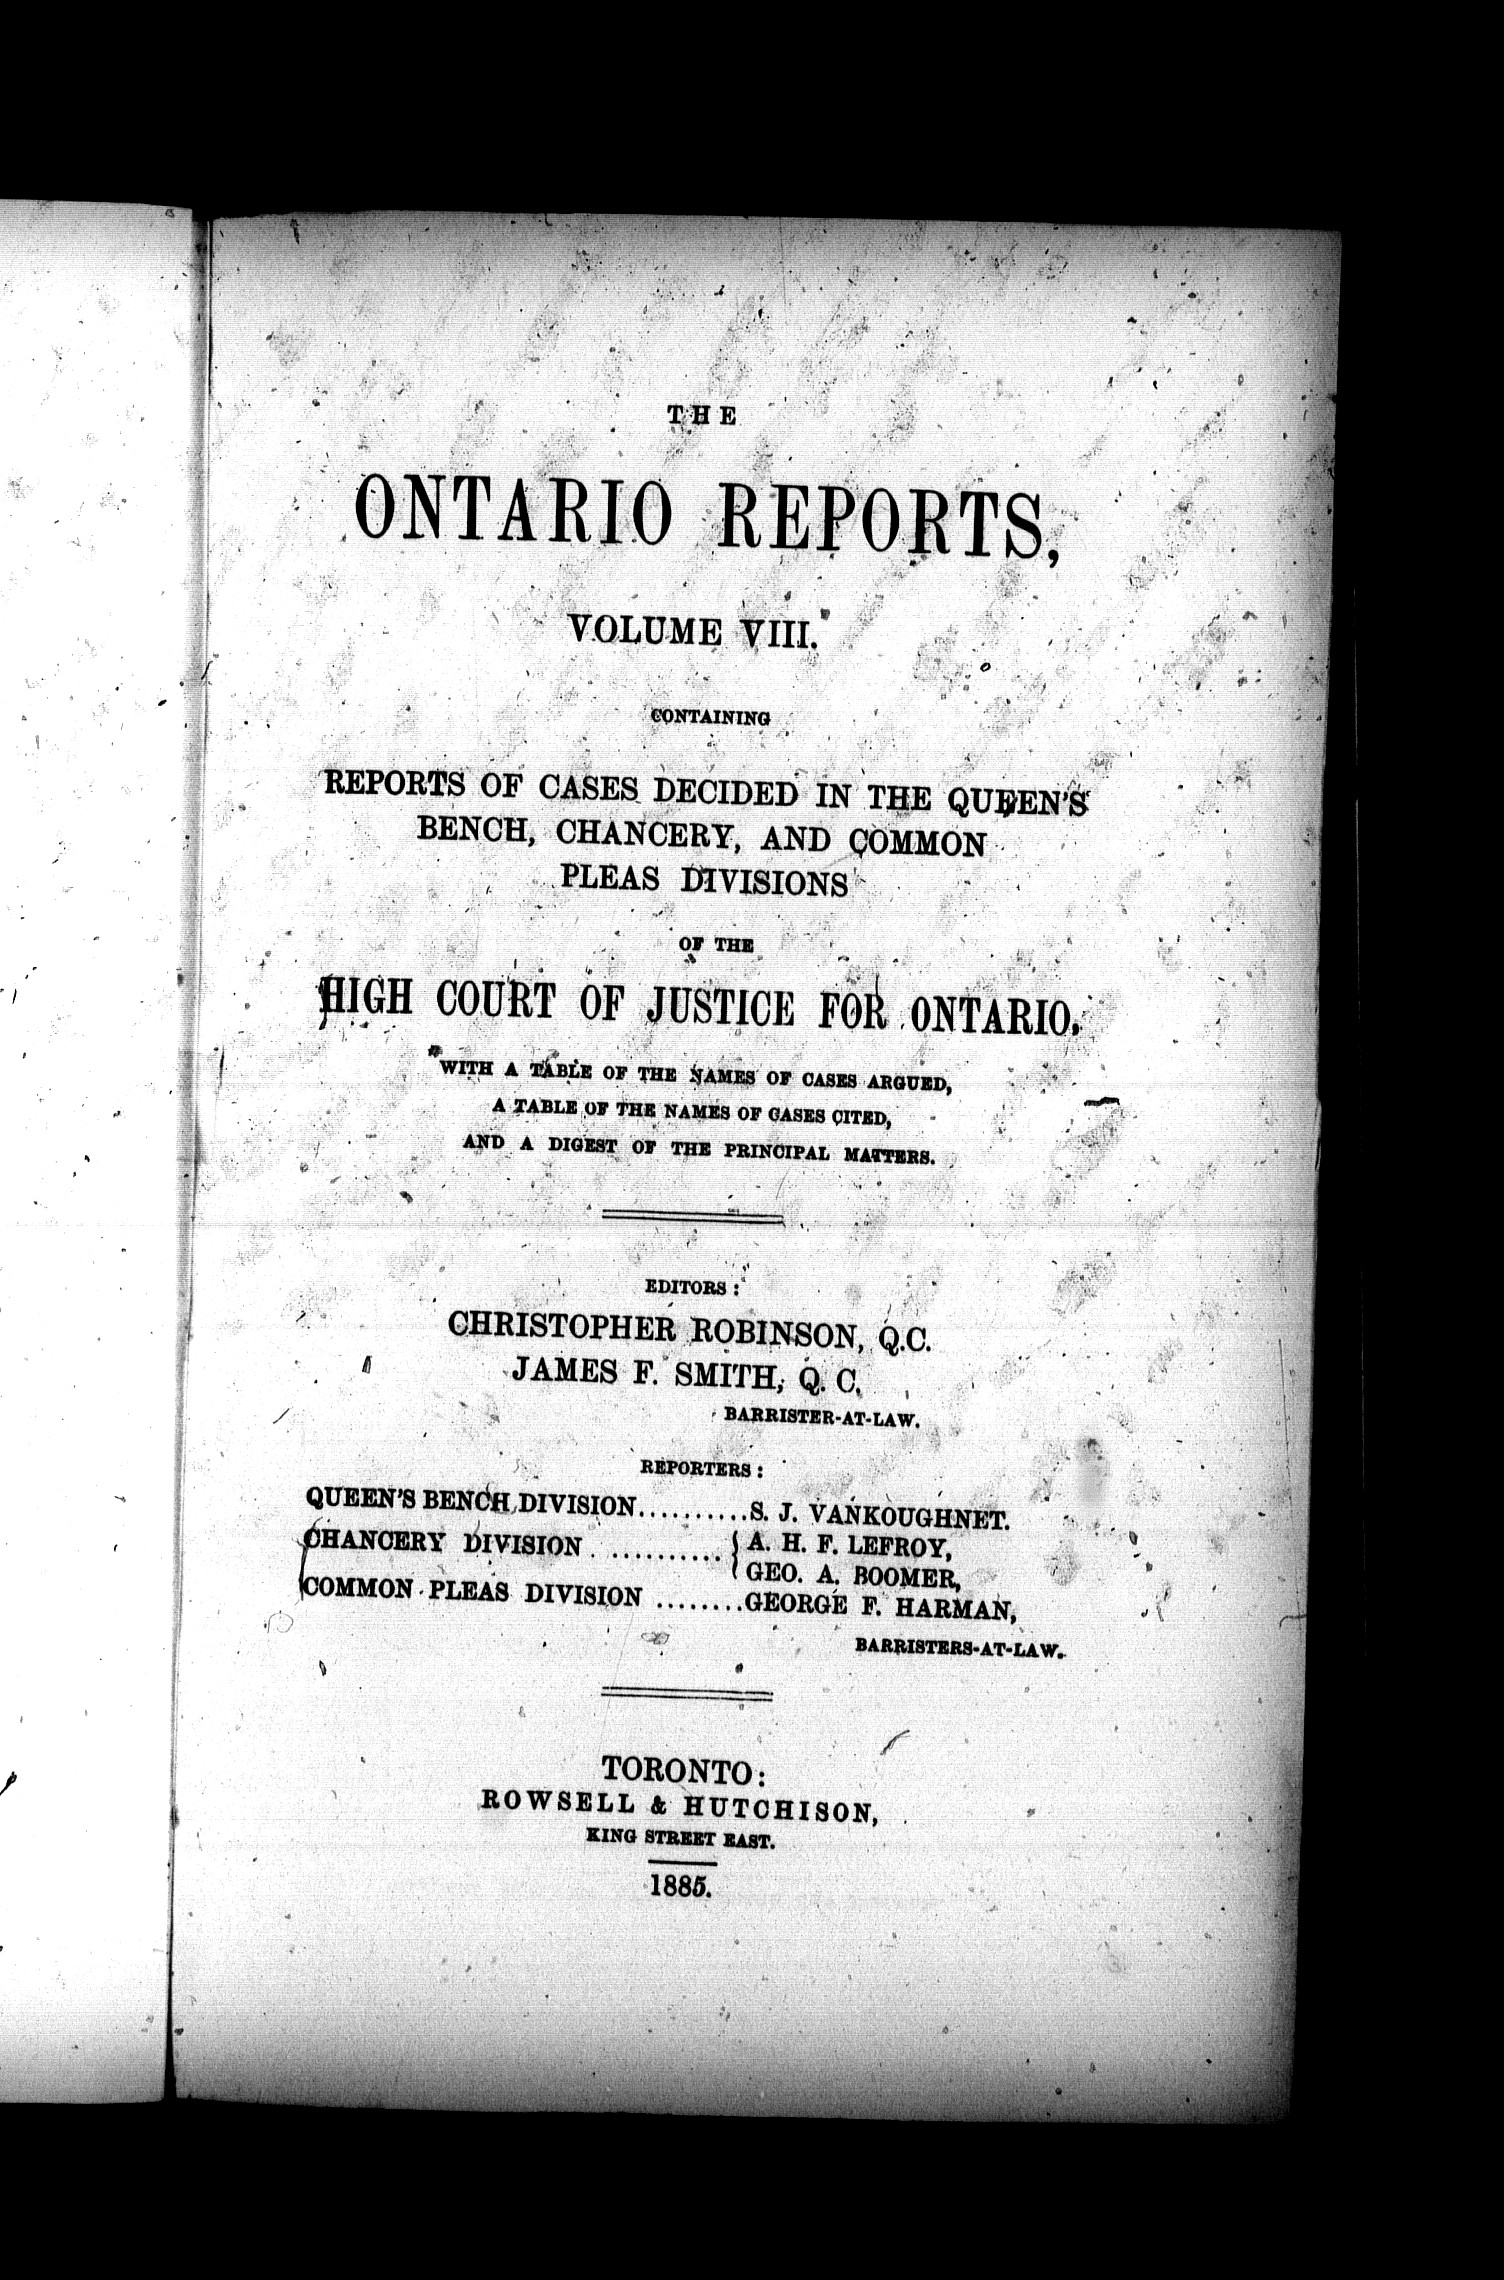 THE
ONTARIO REPORTS,
VOLUME VIII.
CONTAINING
REPORTS OF CASES DECIDED IN THE QUEEN'S
BENCH, CHANCERY, AND COMMON
PLEAS DIVISIONS
OF THE
HIGH COURT OF JUSTICE FOR ONTARIO.
WITH A TABLE OF THE NAMES OF CASES ARGUED,
A TABLE OF THE NAMES OF CASES CITED,
AND A DIGEST OF THE PRINCIPAL MATTERS.
EDITORS:
CHRISTOPHER ROBINSON, Q.C.
JAMES F. SMITH, Q. C.
BARRISTER-AT-LAW.
REPORTERS:
QUEEN'S BENCH DIVISION..........S. J. VANKOUGHNET.
CHANCERY DIVISION ........... { A. H. F. LEFROY,
GEO. A. BOOMER,
COMMON PLEAS DIVISION ........GEORGE F. HARMAN,
BARRISTERS-AT-LAW.
TORONTO:
ROWSELL & HUTCHISON,
KING STREET EAST.
1885.